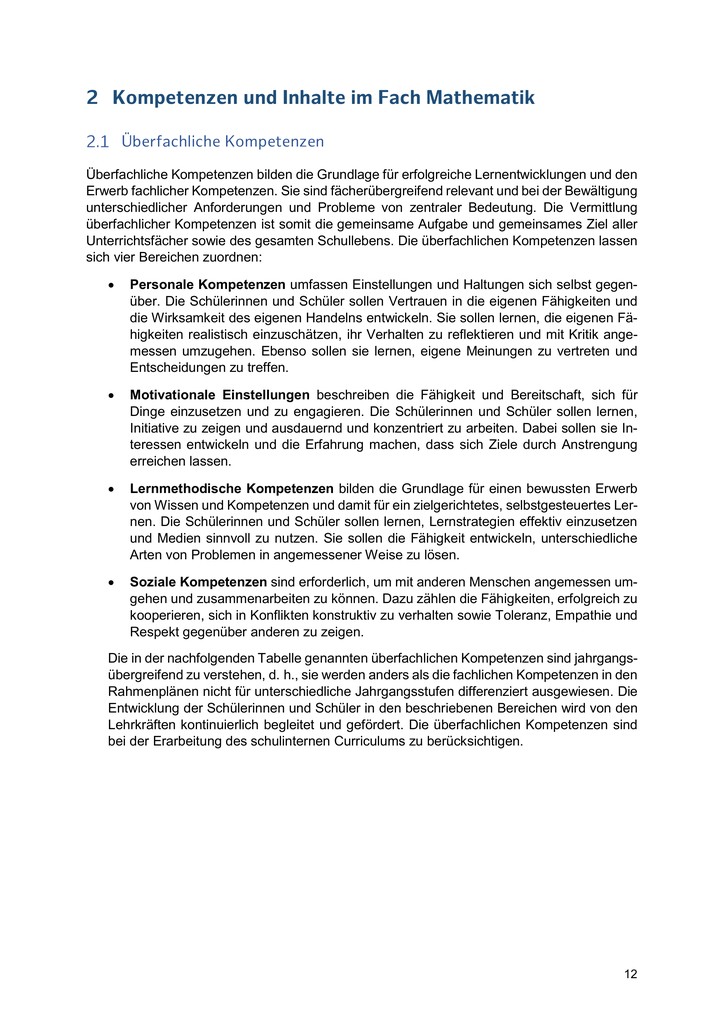 2 Kompetenzen und Inhalte im Fach Mathematik
2.1 Überfachliche Kompetenzen
Überfachliche Kompetenzen bilden die Grundlage für erfolgreiche Lernentwicklungen und den
Erwerb fachlicher Kompetenzen. Sie sind fächerübergreifend relevant und bei der Bewältigung
unterschiedlicher Anforderungen und Probleme von zentraler Bedeutung. Die Vermittlung
überfachlicher Kompetenzen ist somit die gemeinsame Aufgabe und gemeinsames Ziel aller
Unterrichtsfächer sowie des gesamten Schullebens. Die überfachlichen Kompetenzen lassen
sich vier Bereichen zuordnen:
• Personale Kompetenzen umfassen Einstellungen und Haltungen sich selbst gegen-
über. Die Schülerinnen und Schüler sollen Vertrauen in die eigenen Fähigkeiten und
die Wirksamkeit des eigenen Handelns entwickeln. Sie sollen lernen, die eigenen Fä-
higkeiten realistisch einzuschätzen, ihr Verhalten zu reflektieren und mit Kritik ange-
messen umzugehen. Ebenso sollen sie lernen, eigene Meinungen zu vertreten und
Entscheidungen zu treffen.
• Motivationale Einstellungen beschreiben die Fähigkeit und Bereitschaft, sich für
Dinge einzusetzen und zu engagieren. Die Schülerinnen und Schüler sollen lernen,
Initiative zu zeigen und ausdauernd und konzentriert zu arbeiten. Dabei sollen sie In-
teressen entwickeln und die Erfahrung machen, dass sich Ziele durch Anstrengung
erreichen lassen.
• Lernmethodische Kompetenzen bilden die Grundlage für einen bewussten Erwerb
von Wissen und Kompetenzen und damit für ein zielgerichtetes, selbstgesteuertes Ler-
nen. Die Schülerinnen und Schüler sollen lernen, Lernstrategien effektiv einzusetzen
und Medien sinnvoll zu nutzen. Sie sollen die Fähigkeit entwickeln, unterschiedliche
Arten von Problemen in angemessener Weise zu lösen.
• Soziale Kompetenzen sind erforderlich, um mit anderen Menschen angemessen um-
gehen und zusammenarbeiten zu können. Dazu zählen die Fähigkeiten, erfolgreich zu
kooperieren, sich in Konflikten konstruktiv zu verhalten sowie Toleranz, Empathie und
Respekt gegenüber anderen zu zeigen.
Die in der nachfolgenden Tabelle genannten überfachlichen Kompetenzen sind jahrgangs-
übergreifend zu verstehen, d. h., sie werden anders als die fachlichen Kompetenzen in den
Rahmenplänen nicht für unterschiedliche Jahrgangsstufen differenziert ausgewiesen. Die
Entwicklung der Schülerinnen und Schüler in den beschriebenen Bereichen wird von den
Lehrkräften kontinuierlich begleitet und gefördert. Die überfachlichen Kompetenzen sind
bei der Erarbeitung des schulinternen Curriculums zu berücksichtigen.
12